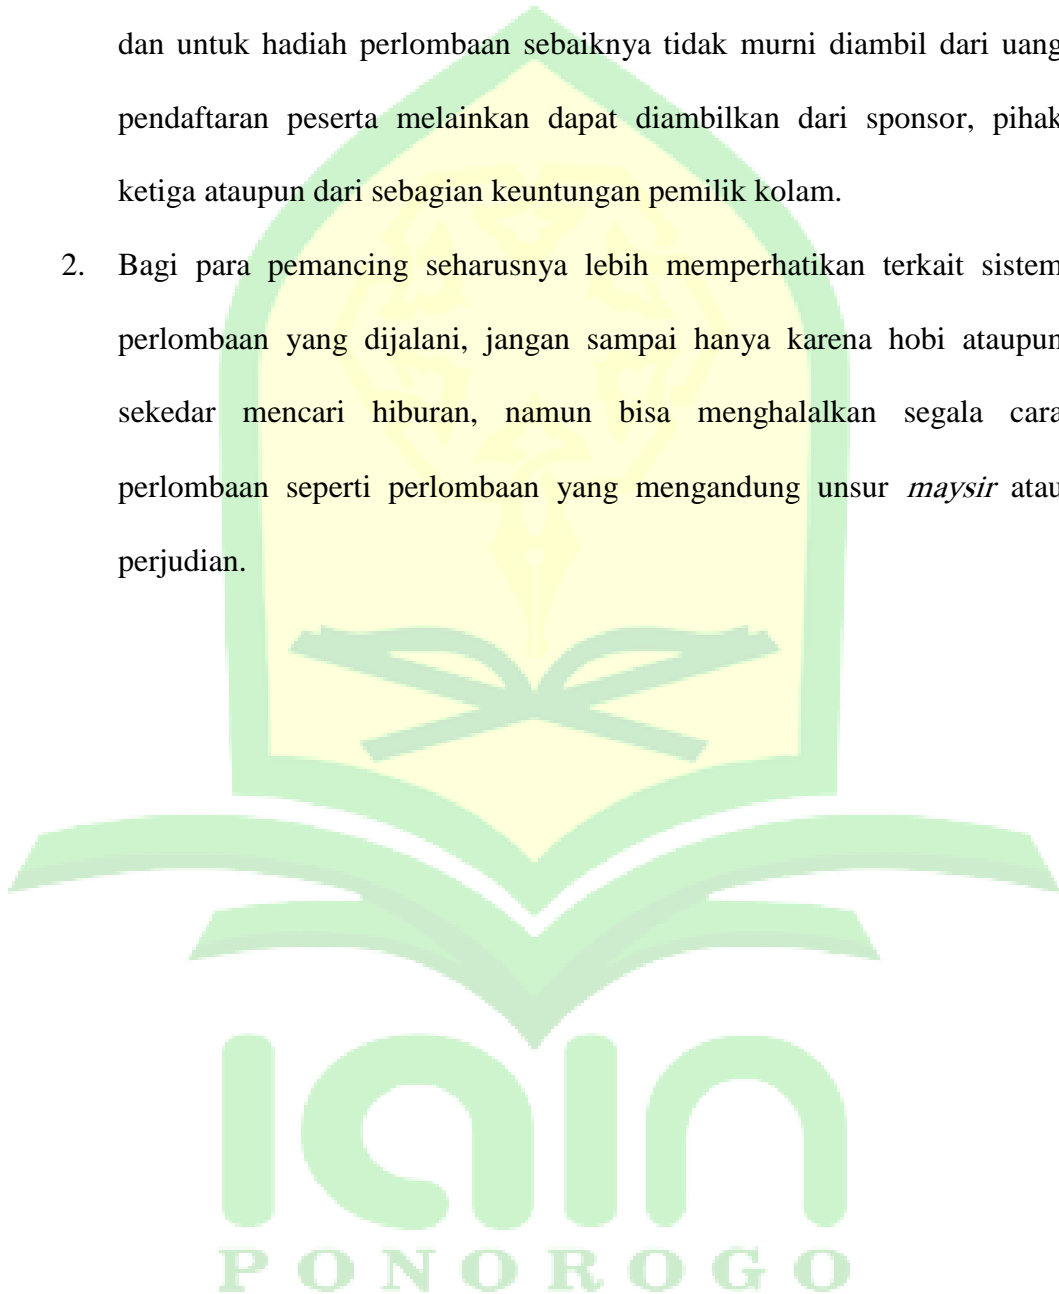 dan untuk hadiah perlombaan sebaiknya tidak murni diambil dari uang
pendaftaran peserta melainkan dapat diambilkan dari sponsor, pihak
ketiga ataupun dari sebagian keuntungan pemilik kolam.
2. Bagi para pemancing seharusnya lebih memperhatikan terkait sistem
perlombaan yang dijalani, jangan sampai hanya karena hobi ataupun
sekedar mencari hiburan, namun bisa menghalalkan segala cara
perlombaan seperti perlombaan yang mengandung unsur maysir atau
perjudian.
iain
PONOROGO